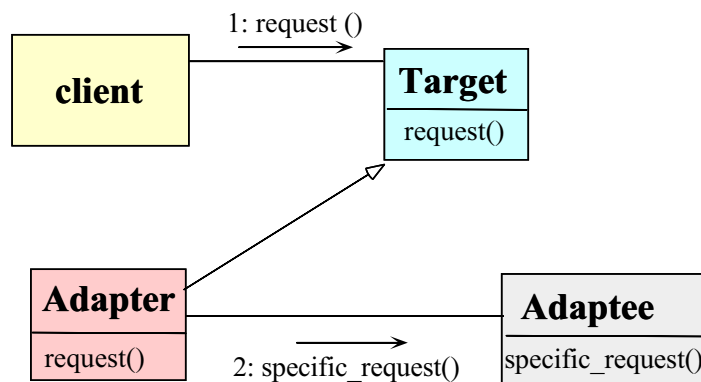 1: request ()
client
Target
request()
Adapter
request()
2: specific_request()
Adaptee
specific_request()